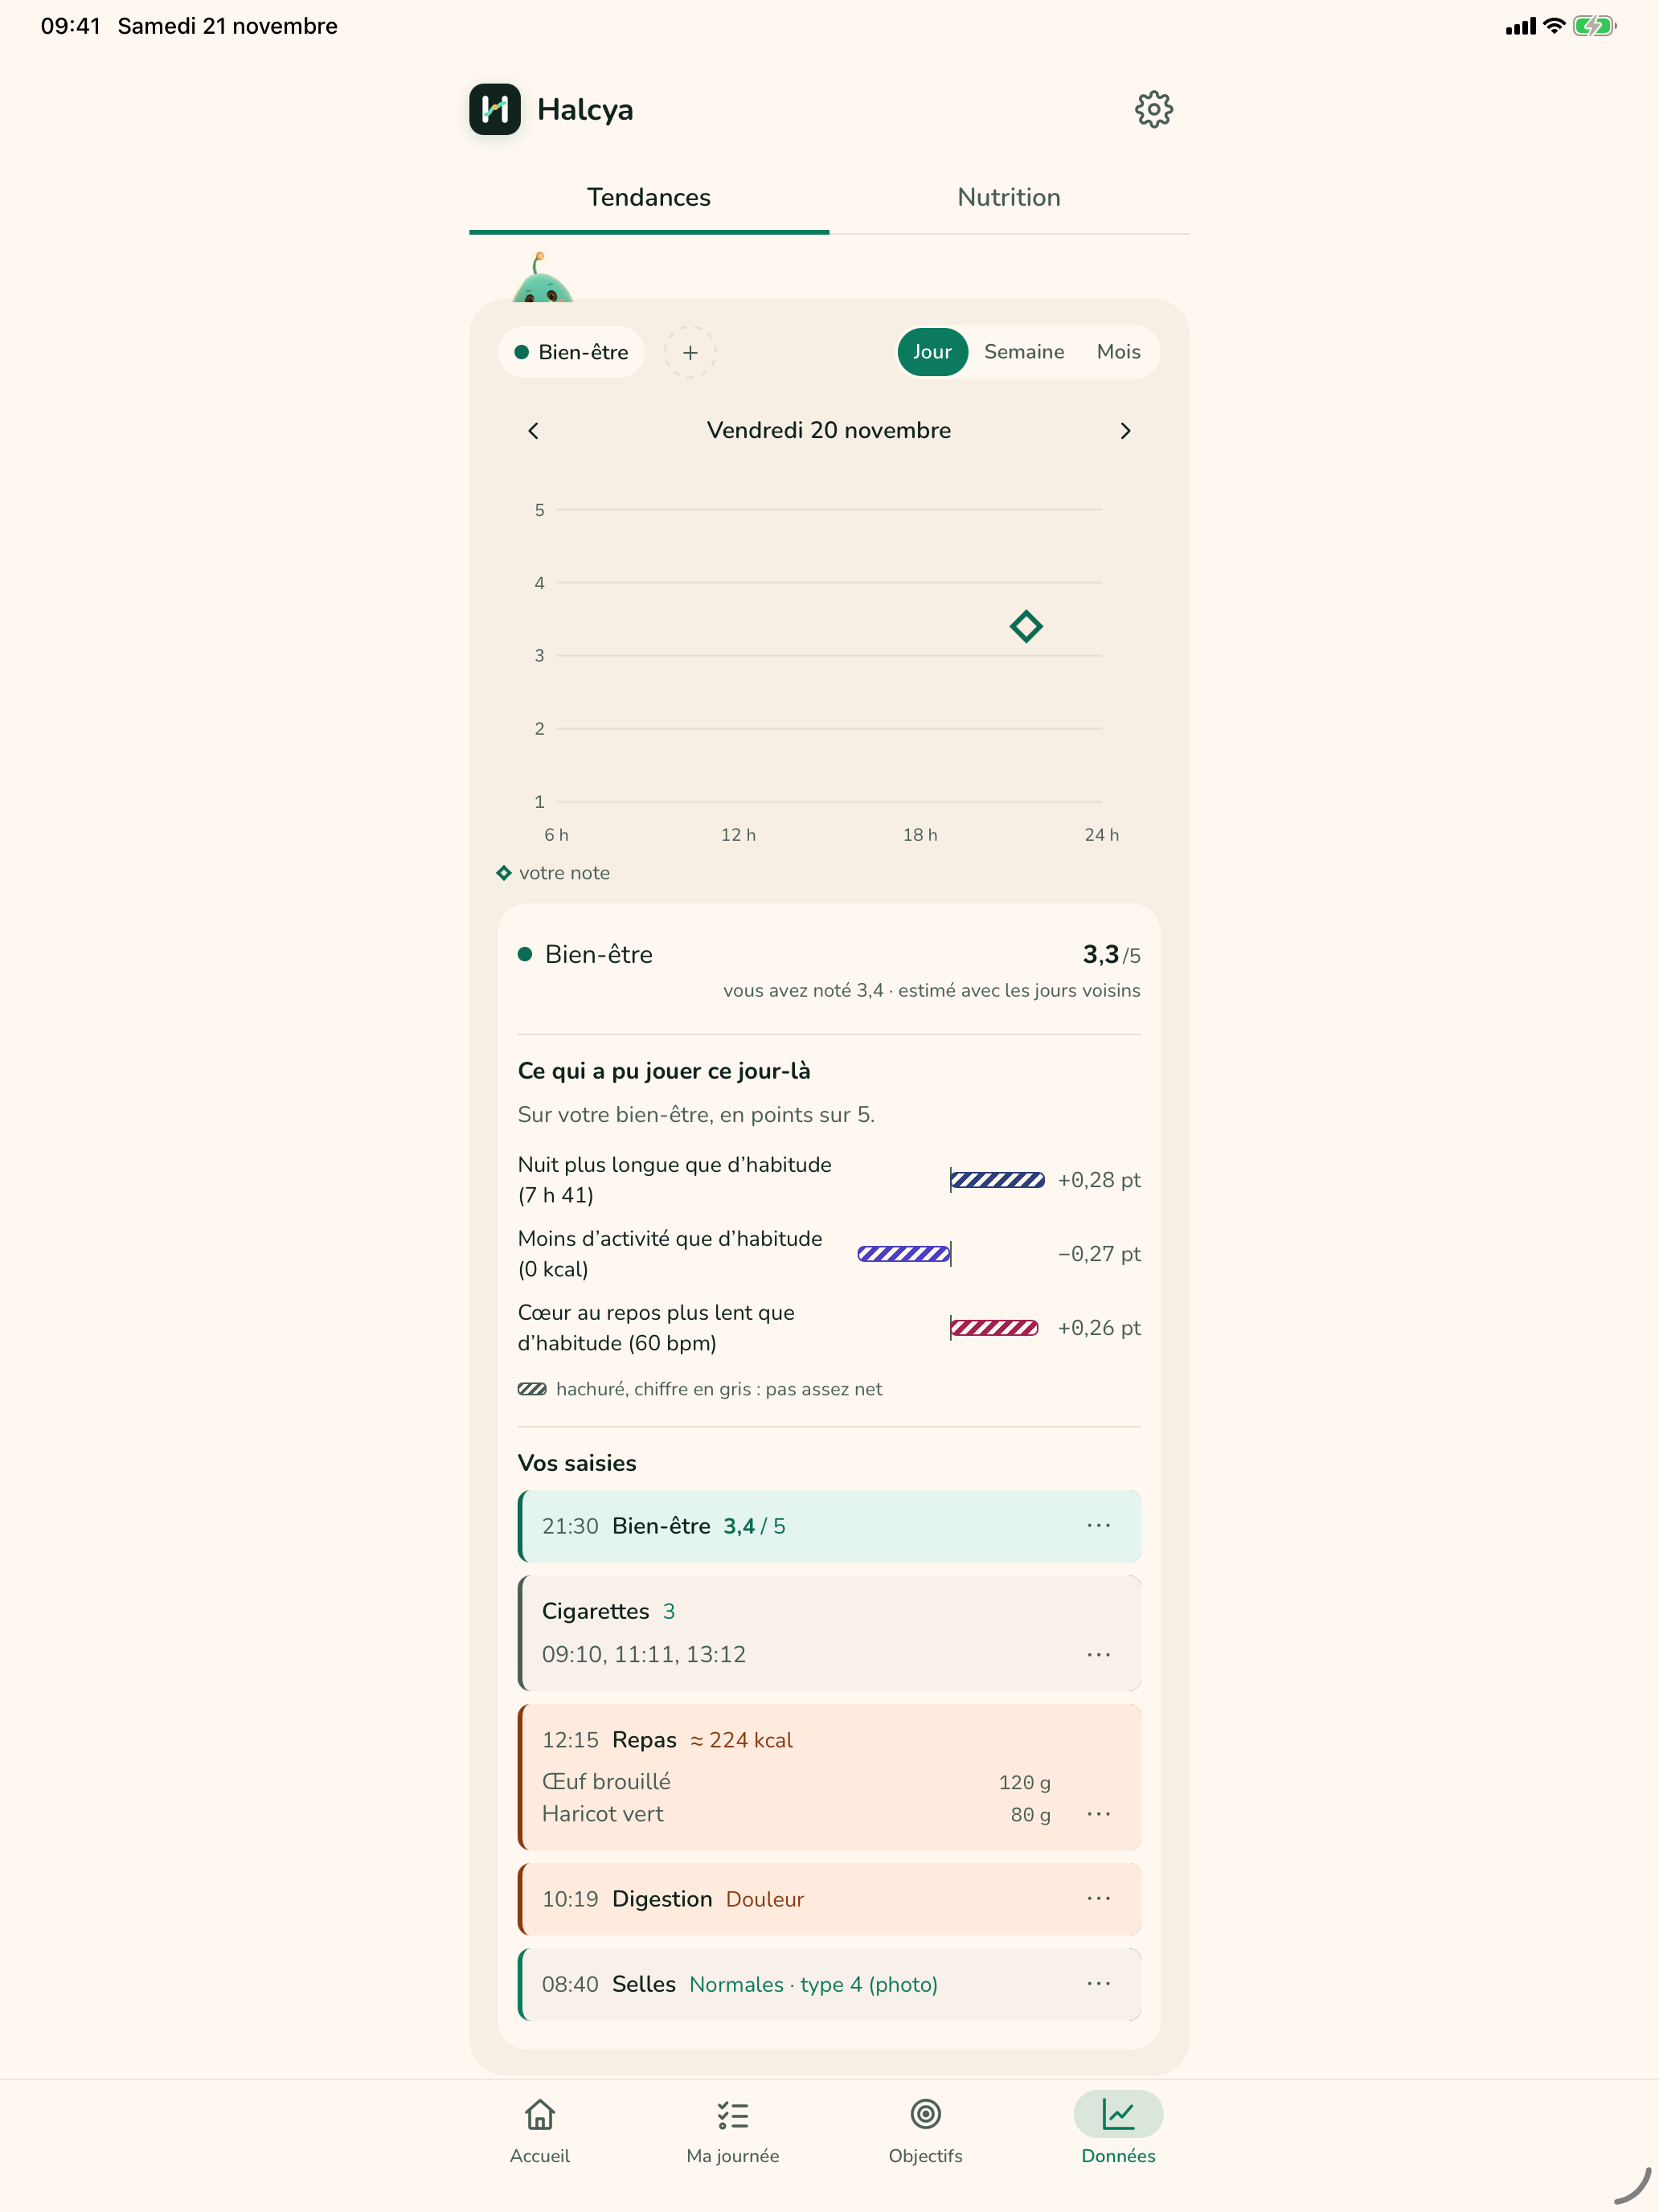 09:41 Samedi 21 novembre
Halcya
Tendances Nutrition
Bien-être + Jour Semaine Mois
Vendredi 20 novembre
5
4
3
2
1
6 h 12 h 18 h 24 h
votre note
Bien-être 3,3/5
vous avez noté 3,4 · estimé avec les jours voisins
Ce qui a pu jouer ce jour-là
Sur votre bien-être, en points sur 5.
Nuit plus longue que d’habitude
(7 h 41)
+0,28 pt
Moins d’activité que d’habitude
(0 kcal)
−0,27 pt
Cœur au repos plus lent que
d’habitude (60 bpm)
+0,26 pt
hachuré, chiffre en gris : pas assez net
Vos saisies
21:30 Bien-être 3,4 / 5 ...
Cigarettes 3
09:10, 11:11, 13:12 ...
12:15 Repas ≈ 224 kcal
Œuf brouillé 120 g
Haricot vert 80 g ...
10:19 Digestion Douleur ...
08:40 Selles Normales · type 4 (photo) ...
Accueil Ma journée Objectifs Données